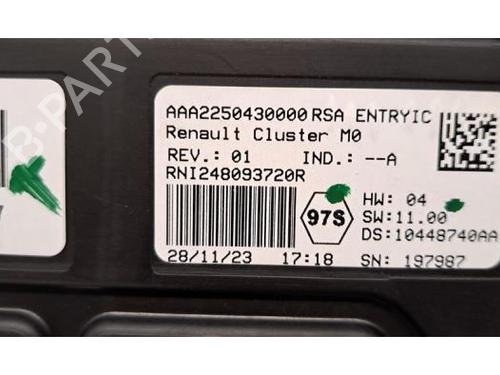 AAA2250430000 RSA ENTRYIC
Renault Cluster M0
REV.: 01 IND.: --A
RNI248093720R
97S
HW: 04
SW:11.00
DS:10448740AA
28/11/23 17:18 SN: 197987
B-PARTS